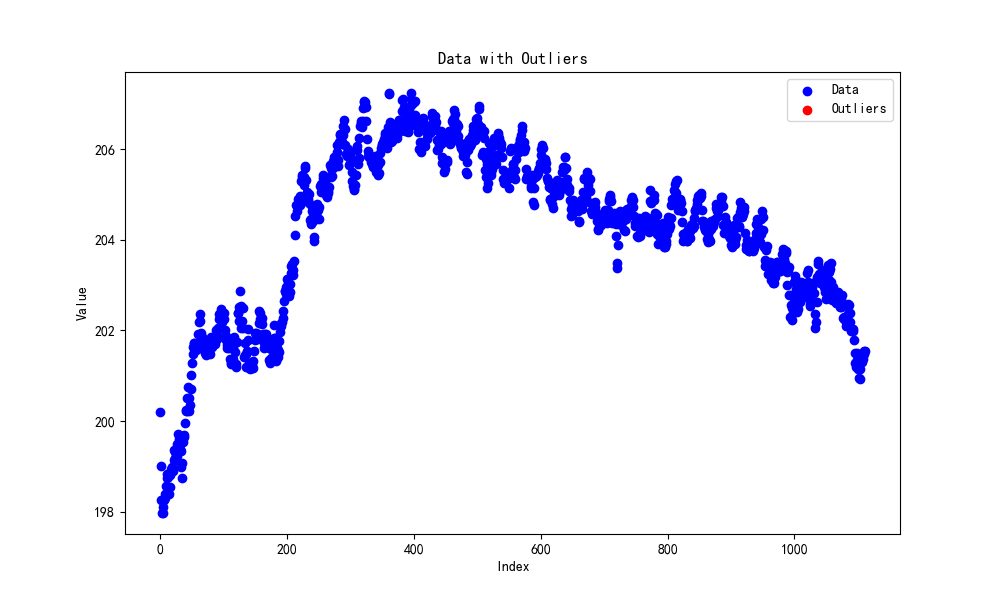 Data with Outliers
Data
Outliers
206
204
202
200
198
Value
0 200 400 600 800 1000
Index